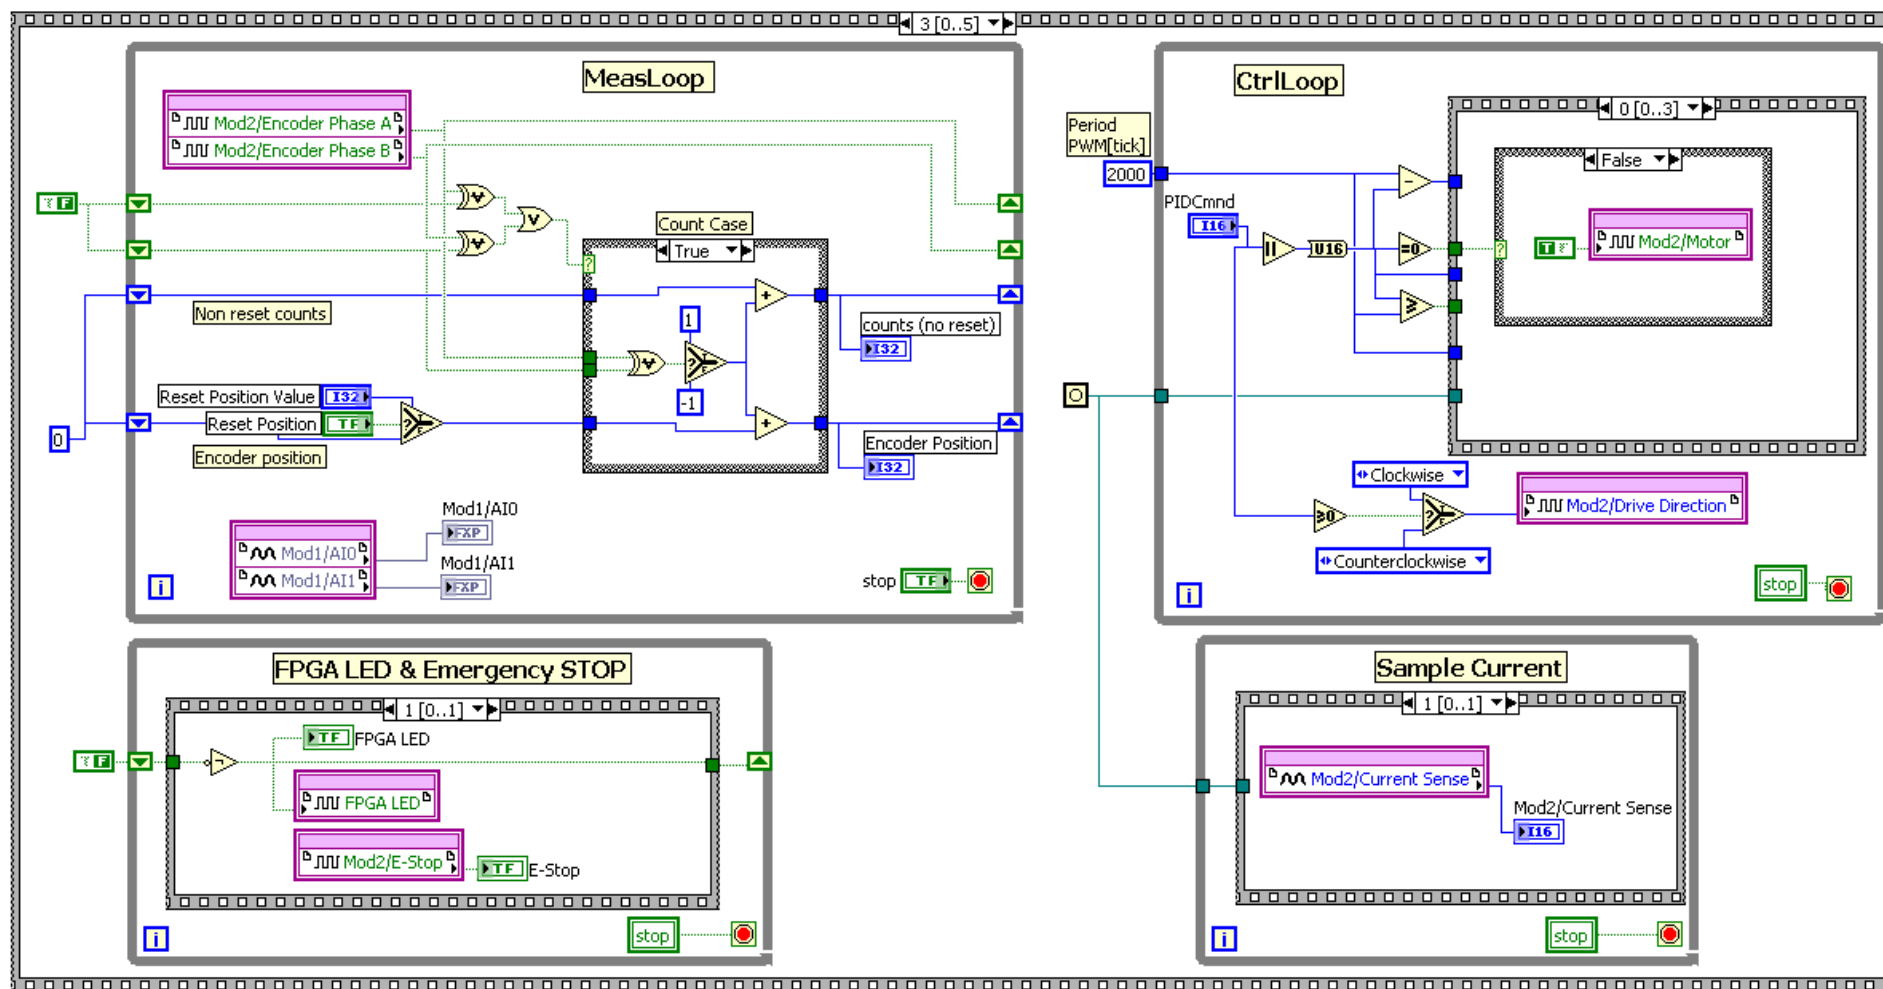 3 [0..5]
MeasLoop
Mod2/Encoder Phase A
Mod2/Encoder Phase B
F
Count Case
True
Non reset counts
1
-1
counts (no reset)
I32
Reset Position Value
I32
Reset Position
TF
0
Encoder position
Encoder Position
I32
Mod1/AI0
Mod1/AI1
Mod1/AI0
FXP
Mod1/AI1
FXP
i
stop
TF
CtrlLoop
Period
PWM[tick]
2000
PIDCmnd
I16
U16
=0
0 [0..3]
False
T
Mod2/Motor
Clockwise
≥0
Counterclockwise
Mod2/Drive Direction
i
stop
FPGA LED & Emergency STOP
1 [0..1]
F
TF
FPGA LED
FPGA LED
Mod2/E-Stop
TF
E-Stop
i
stop
Sample Current
1 [0..1]
Mod2/Current Sense
Mod2/Current Sense
I16
i
stop